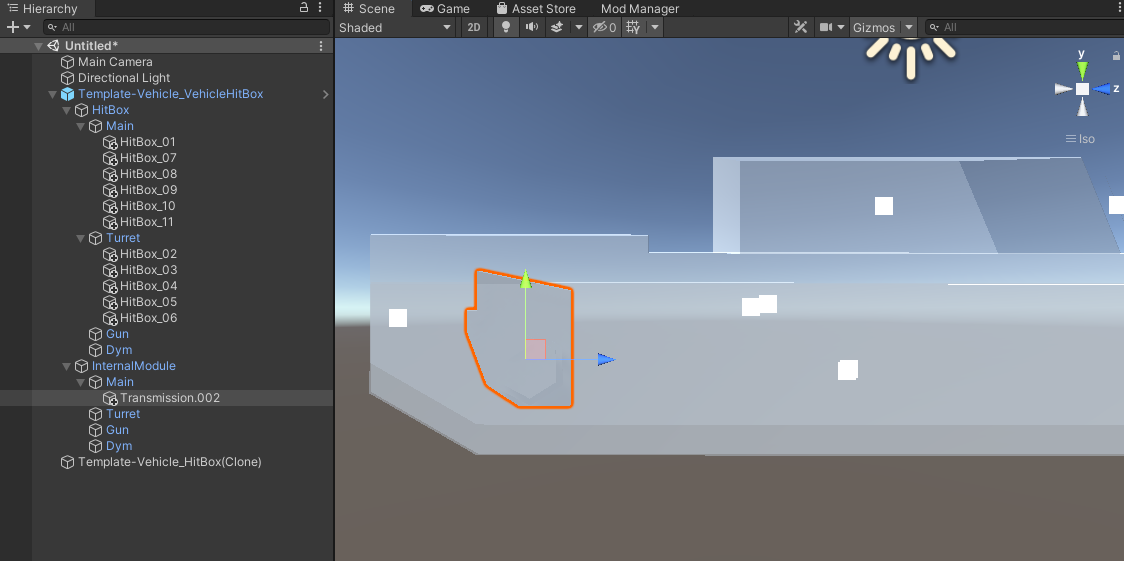 Hierarchy
All
Untitled*
Main Camera
Directional Light
Template-Vehicle_VehicleHitBox
HitBox
Main
HitBox_01
HitBox_07
HitBox_08
HitBox_09
HitBox_10
HitBox_11
Turret
HitBox_02
HitBox_03
HitBox_04
HitBox_05
HitBox_06
Gun
Dym
InternalModule
Main
Transmission.002
Turret
Gun
Dym
Template-Vehicle_HitBox(Clone)
Scene Game Asset Store Mod Manager
Shaded 2D 0 Gizmos All
y
z
Iso